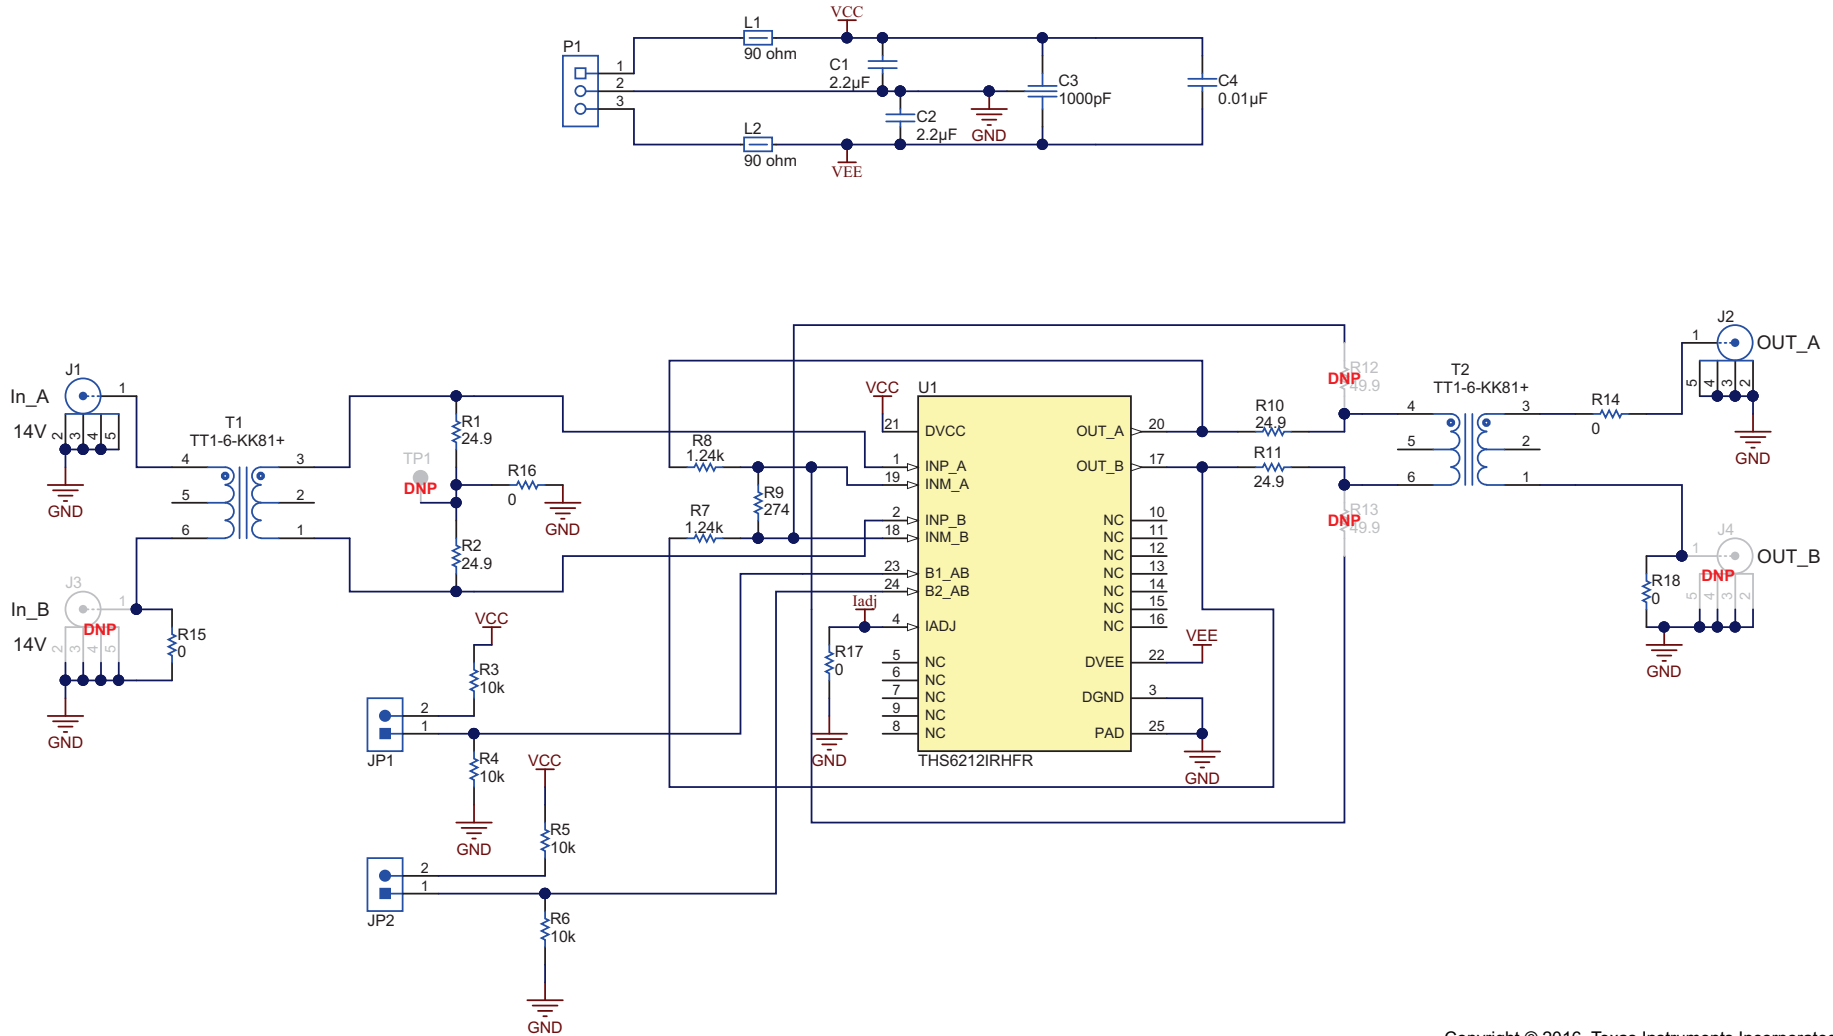 VCC
L1
90 ohm
P1
1
2
3
C1
2.2µF
C2
2.2µF
GND
C3
1000pF
C4
0.01µF
L2
90 ohm
VEE
J1
In_A
1
14V
2
3
4
5
GND
T1
TT1-6-KK81+
4
5
6
3
2
1
J3
In_B
1
DNP
14V
2
3
4
5
R15
0
GND
R1
24.9
TP1
DNP
R16
0
GND
R2
24.9
VCC
R3
10k
JP1
2
1
R4
10k
GND
VCC
R5
10k
JP2
2
1
R6
10k
GND
R8
1.24k
R9
274
R7
1.24k
Iadj
R17
0
GND
VCC
U1
21
DVCC
1
INP_A
19
INM_A
2
INP_B
18
INM_B
23
B1_AB
24
B2_AB
4
IADJ
5
NC
6
NC
7
NC
9
NC
8
NC
OUT_A
20
OUT_B
17
NC
10
NC
11
NC
12
NC
13
NC
14
NC
15
NC
16
DVEE
22
DGND
3
PAD
25
THS6212IRHFR
VEE
GND
R10
24.9
R11
24.9
R12
DNP
49.9
R13
DNP
49.9
T2
TT1-6-KK81+
4
5
6
3
2
1
R14
0
J2
1
OUT_A
5
4
3
2
GND
J4
1
OUT_B
DNP
5
4
3
2
R18
0
GND